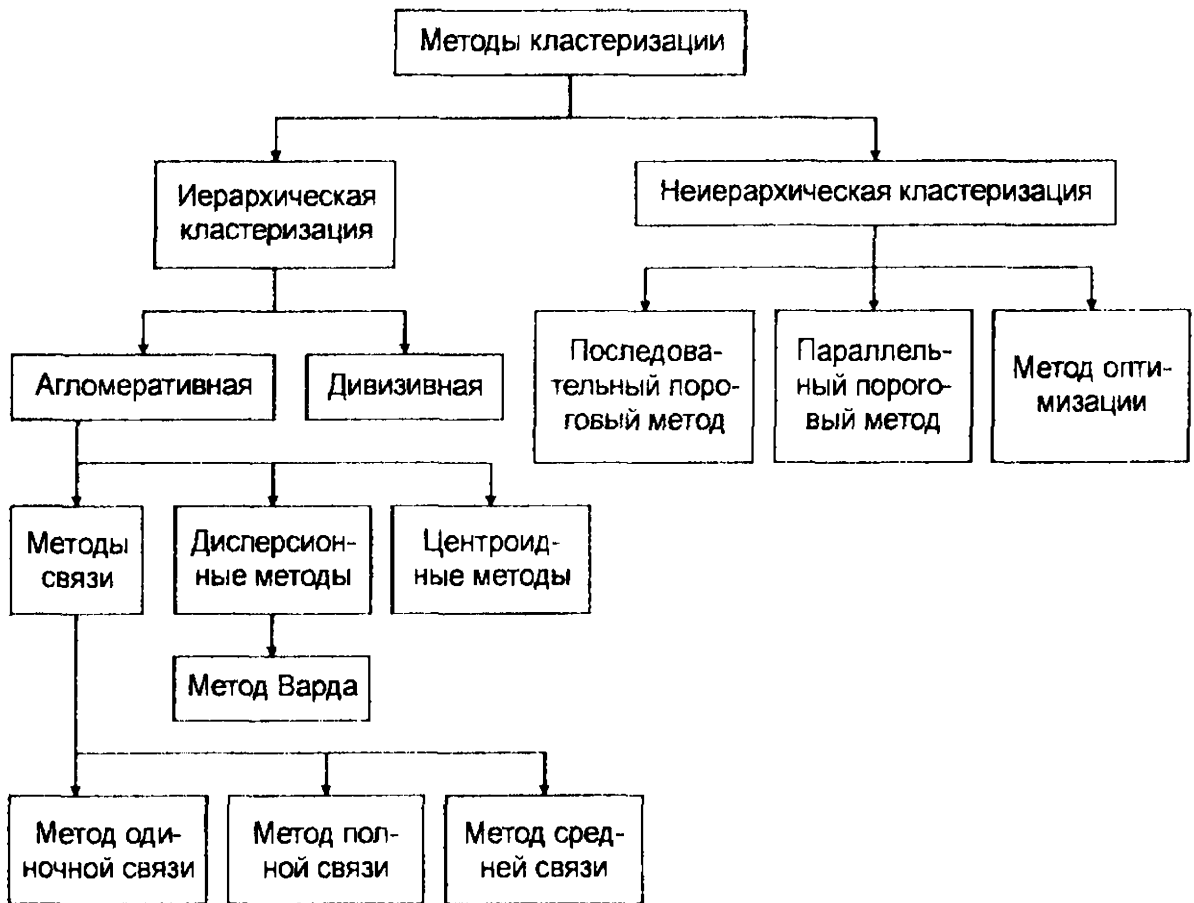 Методы кластеризации
Иерархическая
кластеризация
Неиерархическая кластеризация
Агломеративная
Дивизивная
Последова-
тельный поро-
говый метод
Параллель-
ный порого-
вый метод
Метод опти-
мизации
Методы
связи
Дисперсион-
ные методы
Центроид-
ные методы
Метод Варда
Метод оди-
ночной связи
Метод пол-
ной связи
Метод сред-
ней связи